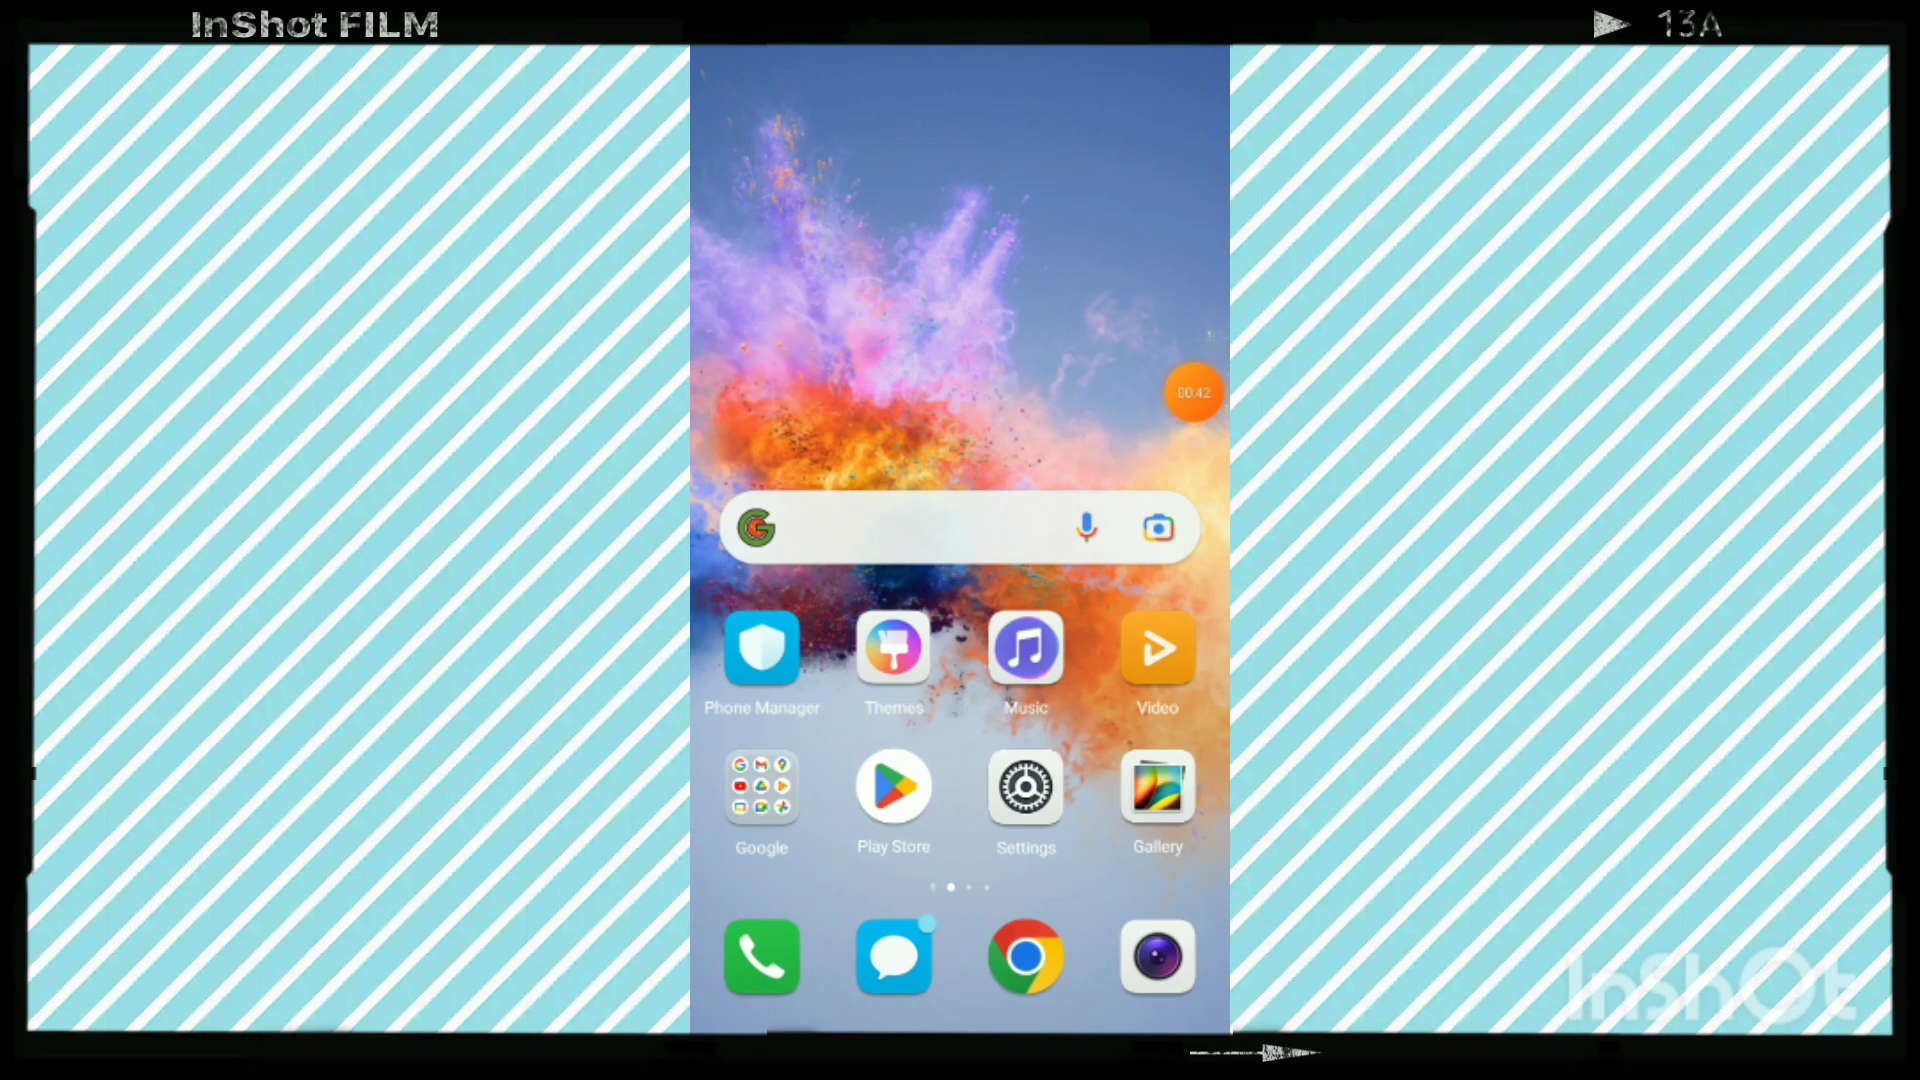 InShot FILM
13A
00:42
Phone Manager
Themes
Music
Video
Google
Play Store
Settings
Gallery
InShOt